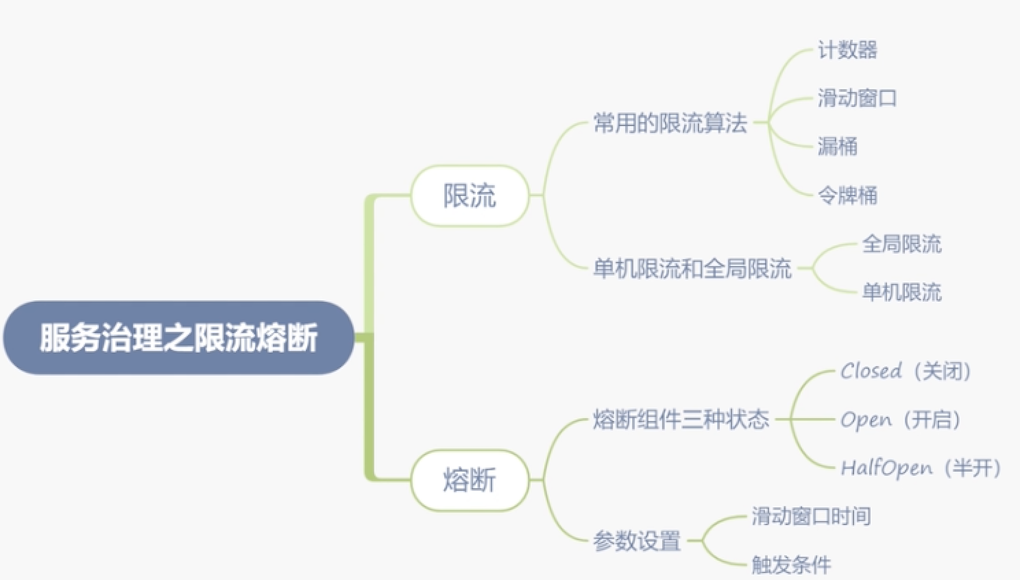 服务治理之限流熔断
限流
常用的限流算法
计数器
滑动窗口
漏桶
令牌桶
单机限流和全局限流
全局限流
单机限流
熔断
熔断组件三种状态
Closed（关闭）
Open（开启）
HalfOpen（半开）
参数设置
滑动窗口时间
触发条件